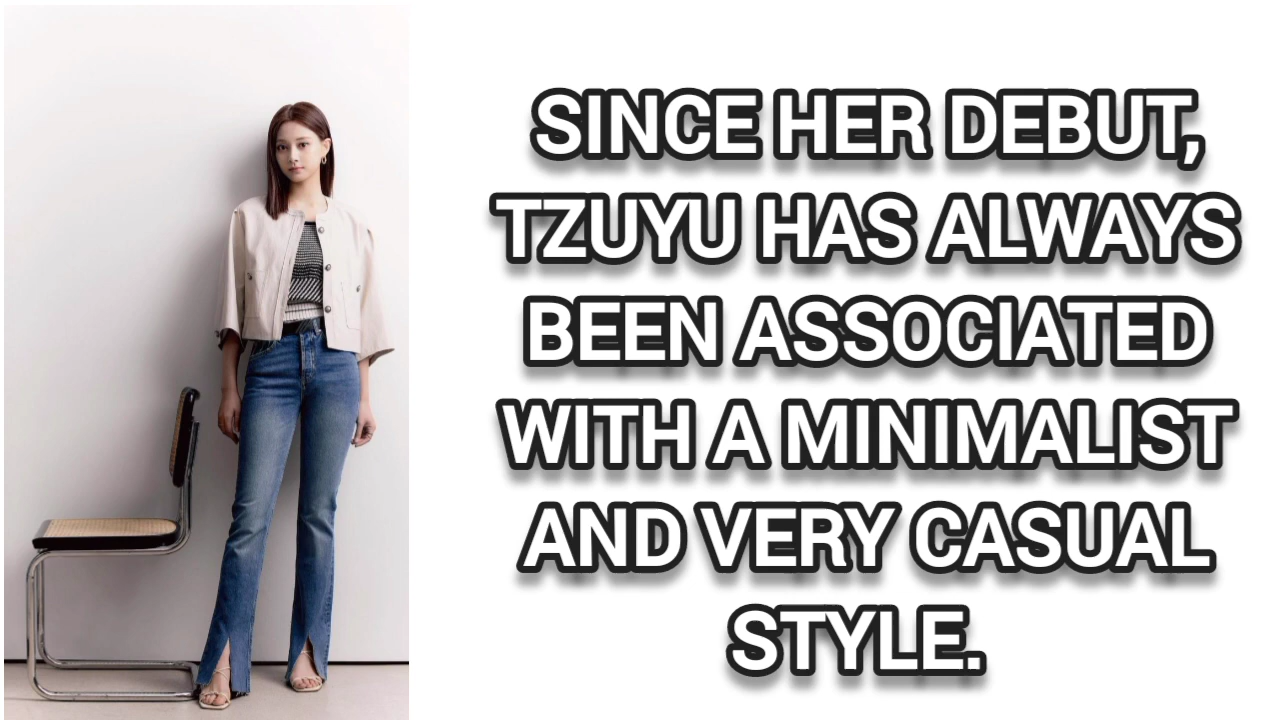 SINCE HER DEBUT,
TZUYU HAS ALWAYS
BEEN ASSOCIATED
WITH A MINIMALIST
AND VERY CASUAL
STYLE.